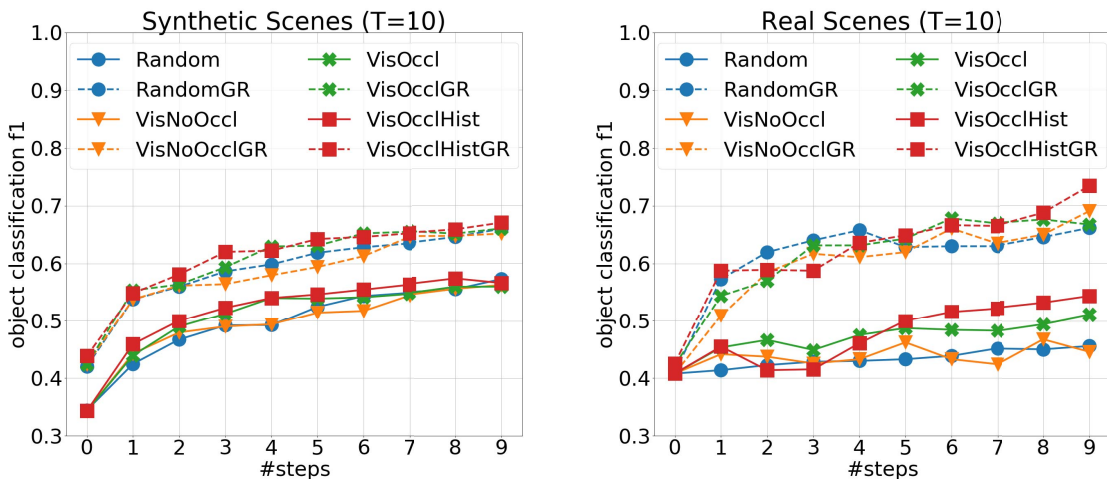 Synthetic Scenes (T=10)
1.0
0.9
0.8
0.7
0.6
0.5
0.4
0.3
object classification f1
Random
RandomGR
VisNoOccl
VisNoOcclGR
VisOccl
VisOcclGR
VisOcclHist
VisOcclHistGR
0 1 2 3 4 5 6 7 8 9
#steps
Real Scenes (T=10)
1.0
0.9
0.8
0.7
0.6
0.5
0.4
0.3
object classification f1
Random
RandomGR
VisNoOccl
VisNoOcclGR
VisOccl
VisOcclGR
VisOcclHist
VisOcclHistGR
0 1 2 3 4 5 6 7 8 9
#steps